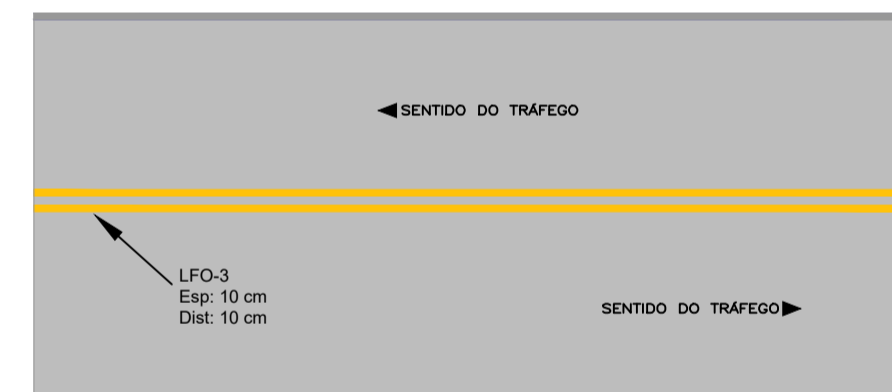 SENTIDO DO TRÁFEGO
LFO-3
Esp: 10 cm
Dist: 10 cm
SENTIDO DO TRÁFEGO